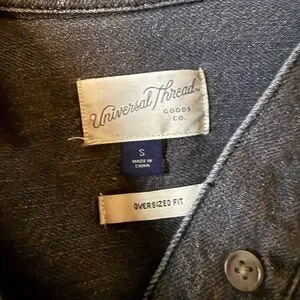 Universal Thread
GOODS
CO.
S
MADE IN
CHINA
OVERSIZED FIT